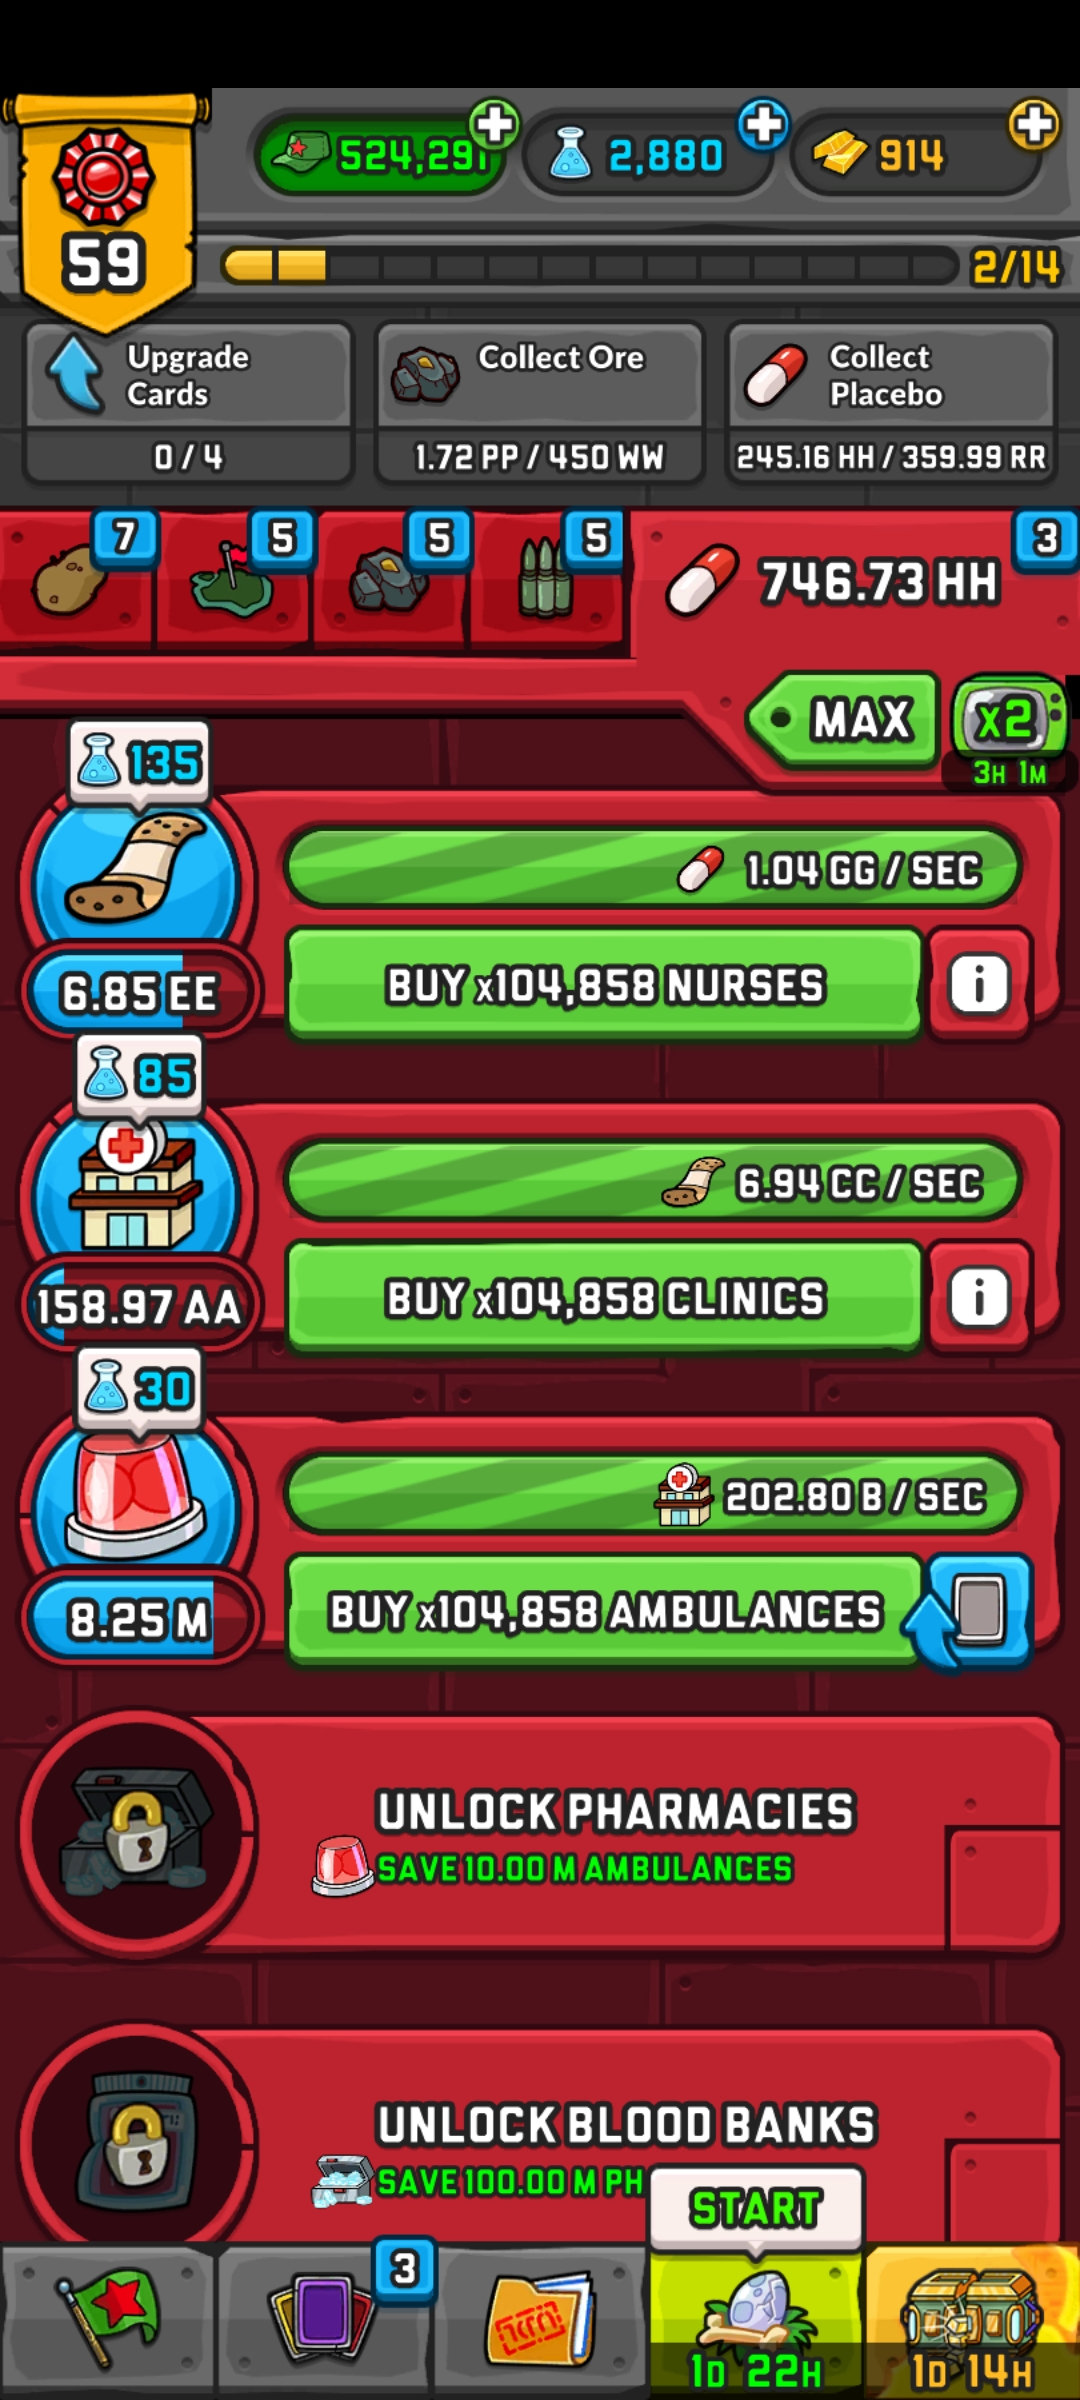 524,291
2,880
914
59
2/14
Upgrade
Cards
0 / 4
Collect Ore
1.72 PP / 450 WW
Collect
Placebo
245.16 HH / 359.99 RR
7
5
5
5
3
746.73 HH
MAX
x2
3H 1M
135
1.04 GG / SEC
6.85 EE
BUY x104,858 NURSES
i
85
6.94 CC / SEC
158.97 AA
BUY x104,858 CLINICS
i
30
202.80 B / SEC
8.25 M
BUY x104,858 AMBULANCES
UNLOCK PHARMACIES
SAVE 10.00 M AMBULANCES
UNLOCK BLOOD BANKS
SAVE 100.00 M PH
START
3
1D 22H
1D 14H